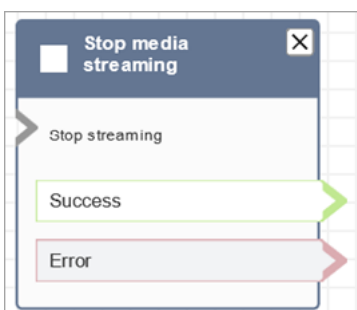 Stop media
streaming
Stop streaming
Success
Error